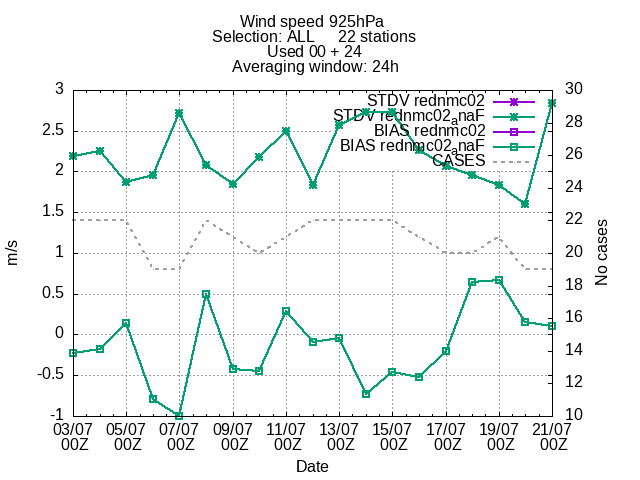 Wind speed 925hPa
Selection: ALL 22 stations
Used 00 + 24
Averaging window: 24h
STDV rednmc02
STDV rednmc02anaF
BIAS rednmc02
BIAS rednmc02anaF
CASES
3
2.5
2
1.5
1
0.5
0
-0.5
-1
m/s
30
28
26
24
22
20
18
16
14
12
10
No cases
03/07 05/07 07/07 09/07 11/07 13/07 15/07 17/07 19/07 21/07
00Z 00Z 00Z 00Z 00Z 00Z 00Z 00Z 00Z 00Z
Date